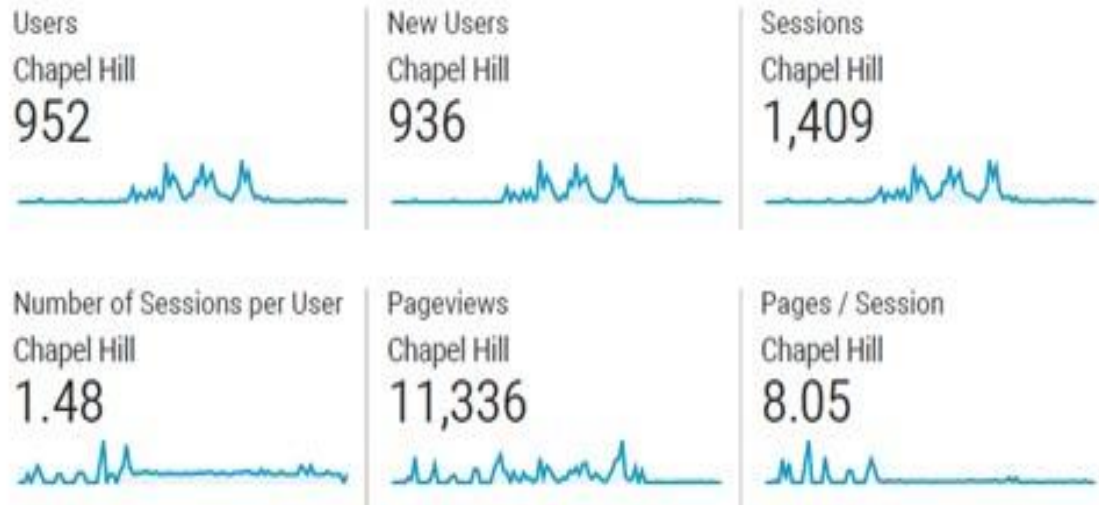 Users
Chapel Hill
952
New Users
Chapel Hill
936
Sessions
Chapel Hill
1,409
Number of Sessions per User
Chapel Hill
1.48
Pageviews
Chapel Hill
11,336
Pages / Session
Chapel Hill
8.05